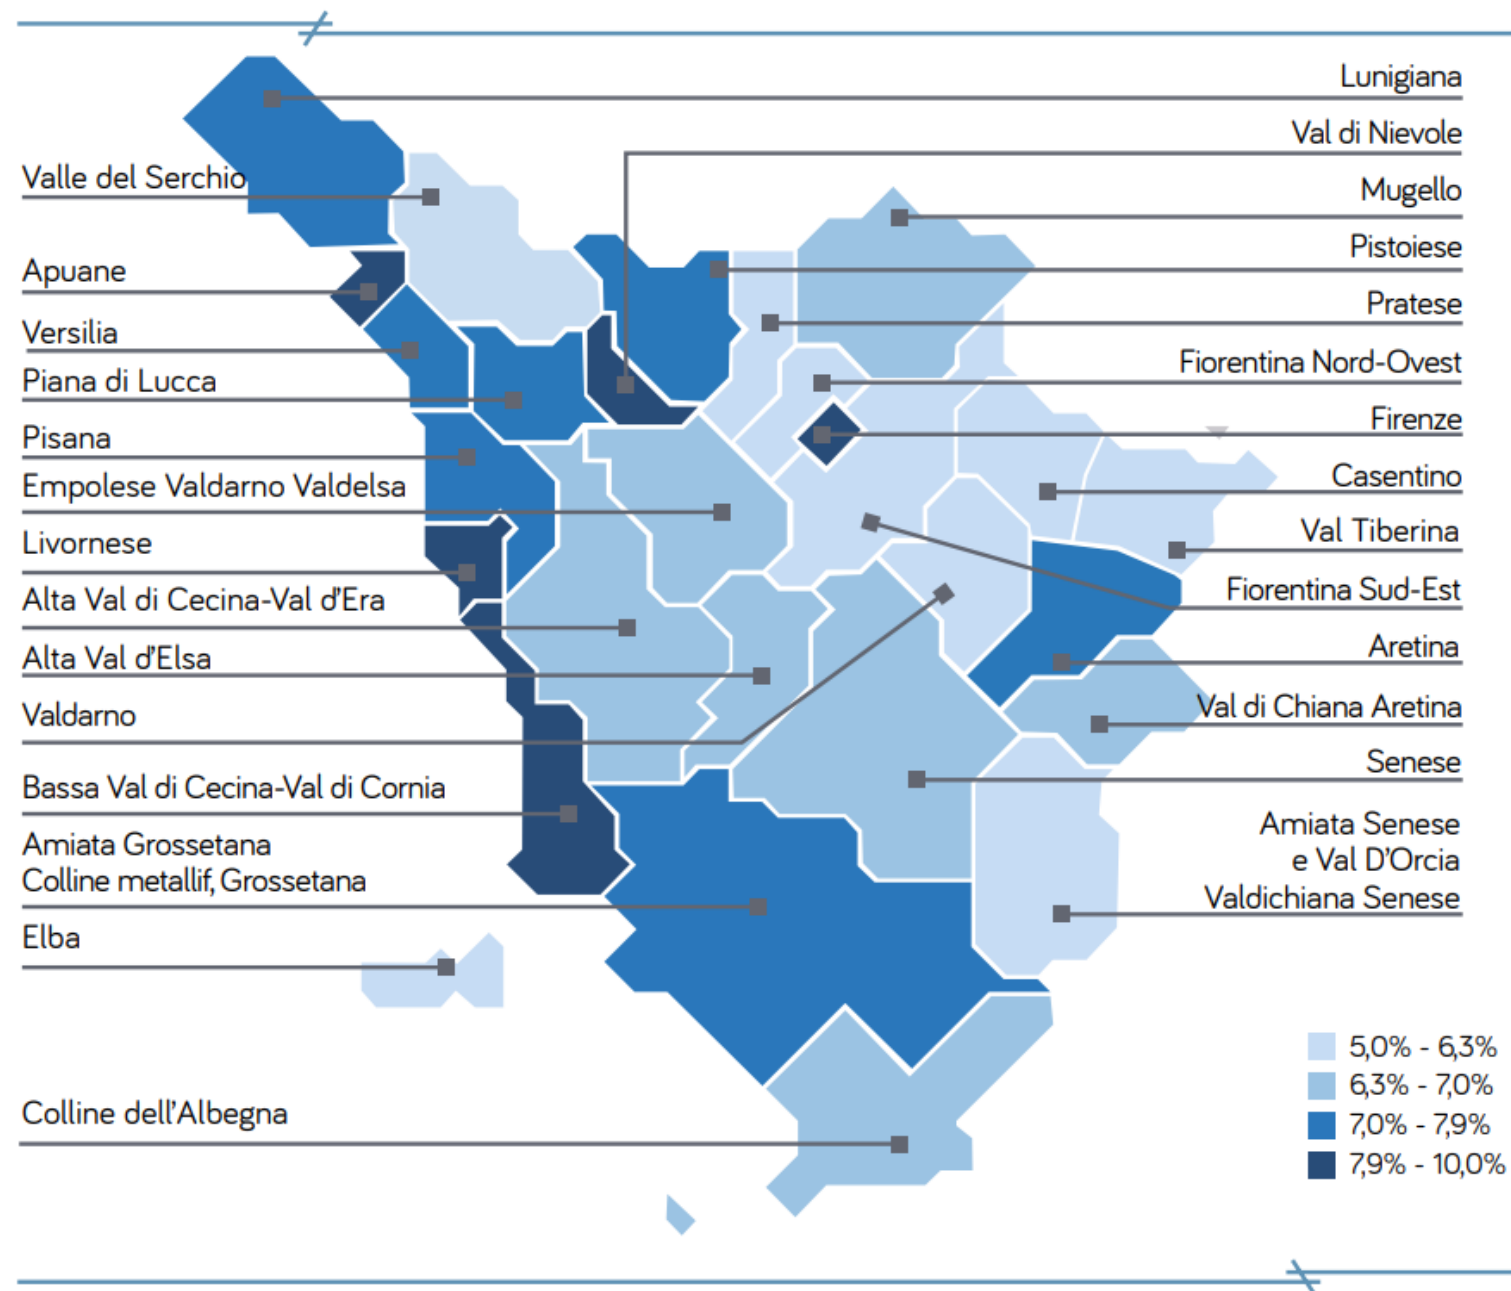 Lunigiana
Val di Nievole
Mugello
Pistoiese
Pratese
Fiorentina Nord-Ovest
Firenze
Casentino
Val Tiberina
Fiorentina Sud-Est
Aretina
Val di Chiana Aretina
Senese
Amiata Senese
e Val D'Orcia
Valdichiana Senese
Valle del Serchio
Apuane
Versilia
Piana di Lucca
Pisana
Empolese Valdarno Valdelsa
Livornese
Alta Val di Cecina-Val d'Era
Alta Val d'Elsa
Valdarno
Bassa Val di Cecina-Val di Cornia
Amiata Grossetana
Colline metallif, Grossetana
Elba
Colline dell'Albegna
5,0% - 6,3%
6,3% - 7,0%
7,0% - 7,9%
7,9% - 10,0%